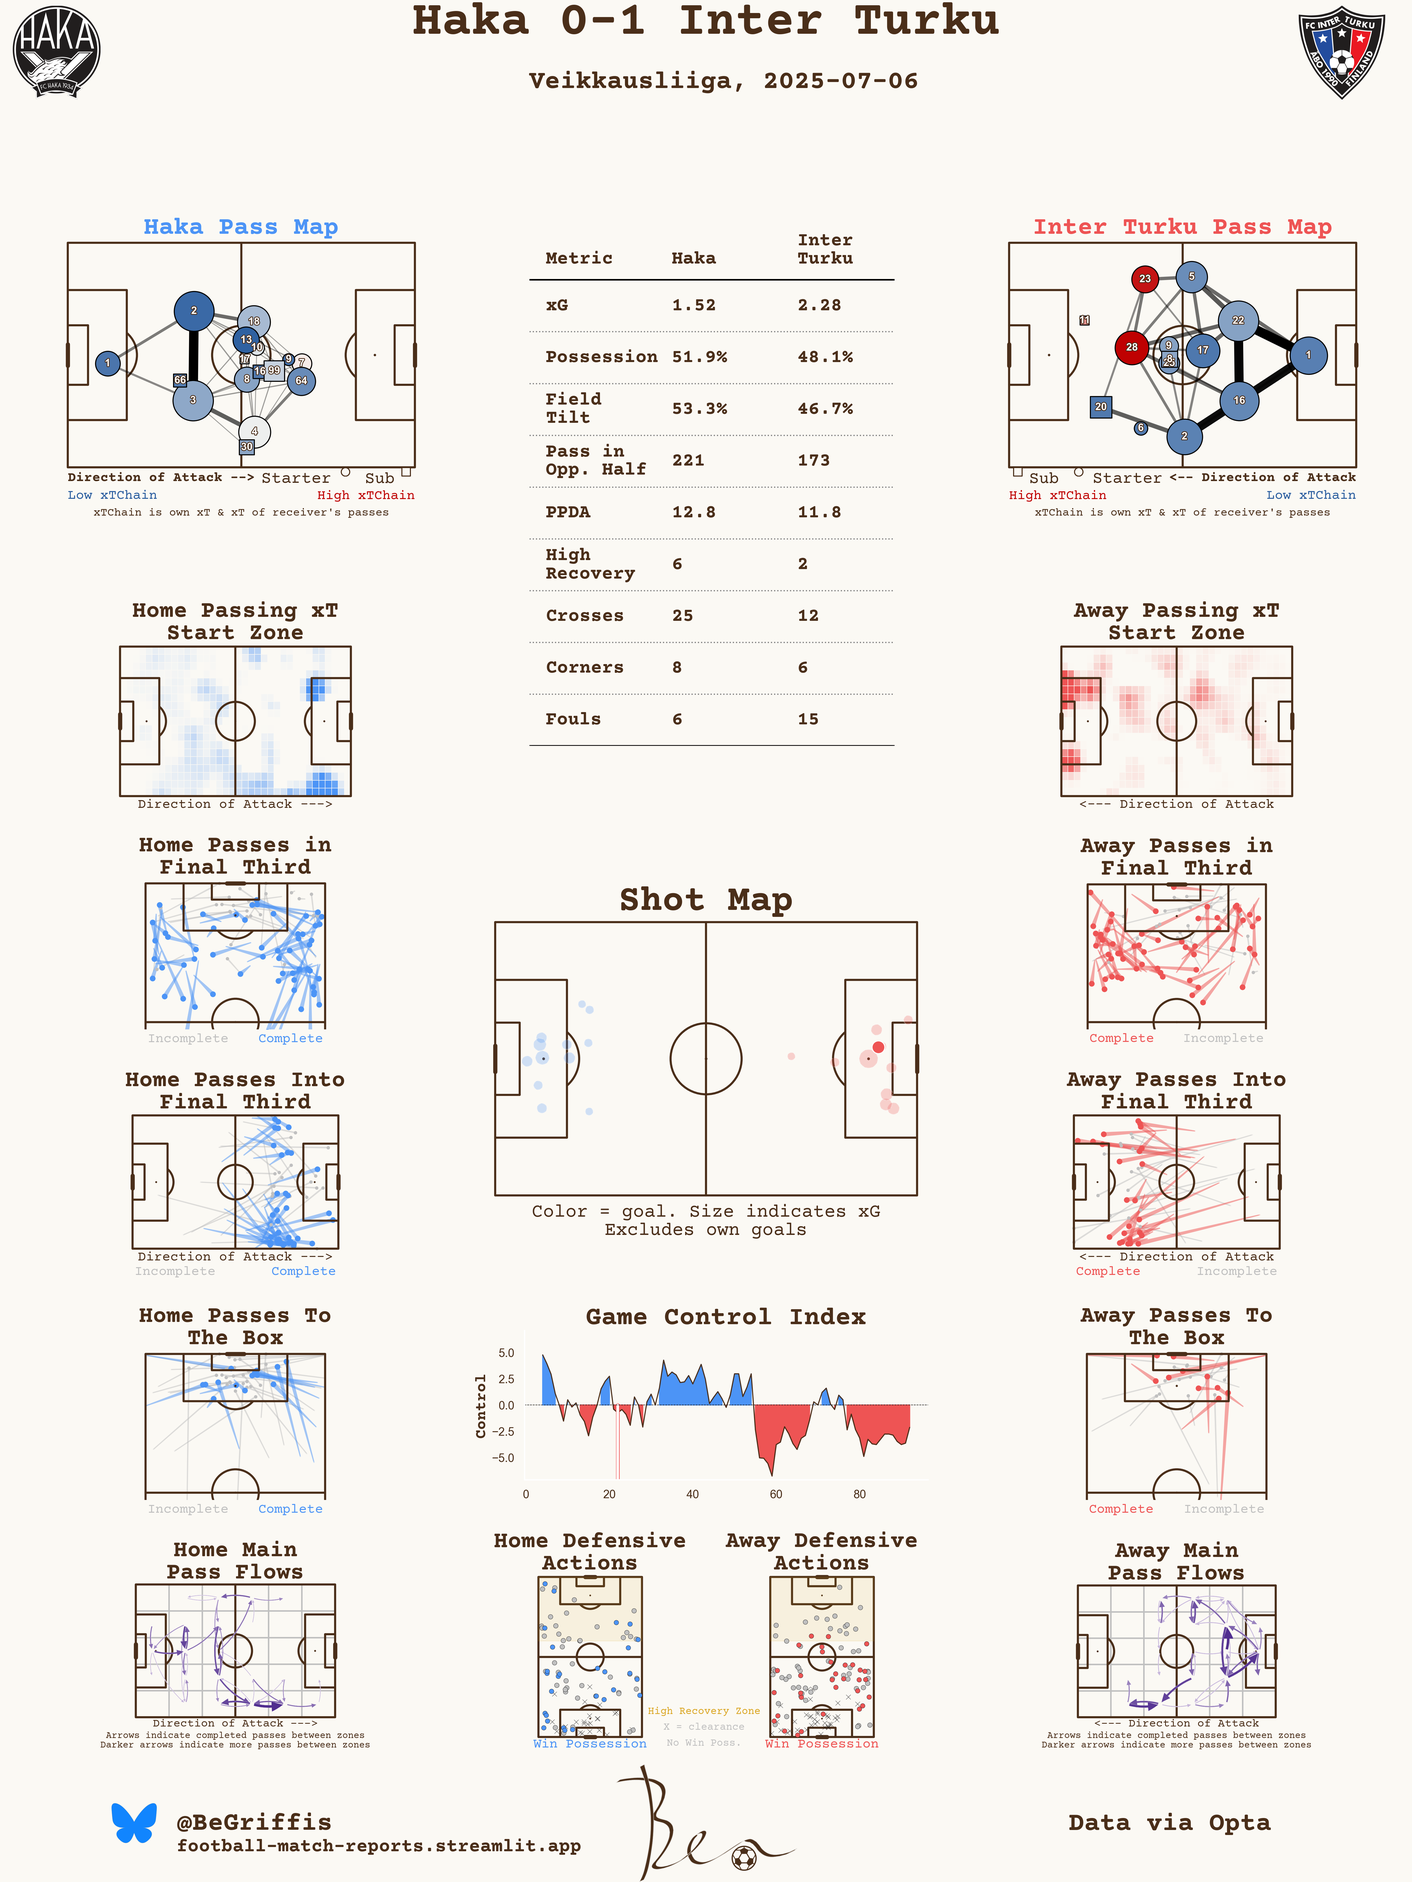 Haka 0-1 Inter Turku
Veikkausliiga, 2025-07-06
HAKA
FC HAKA 1934
FC INTER TURKU
ÅBO 1990 FINLAND
Haka Pass Map
1
2
3
66
18
13
10
17
16
99
9
7
64
8
4
30
Direction of Attack --> Starter Sub
Low xTChain High xTChain
xTChain is own xT & xT of receiver's passes
Metric Haka Inter Turku
xG 1.52 2.28
Possession 51.9% 48.1%
Field Tilt 53.3% 46.7%
Pass in Opp. Half 221 173
PPDA 12.8 11.8
High Recovery 6 2
Crosses 25 12
Corners 8 6
Fouls 6 15
Inter Turku Pass Map
23
5
11
22
28
9
8
17
1
20
16
6
2
Sub Starter <-- Direction of Attack
High xTChain Low xTChain
xTChain is own xT & xT of receiver's passes
Home Passing xT
Start Zone
Direction of Attack --->
Away Passing xT
Start Zone
<--- Direction of Attack
Home Passes in
Final Third
Incomplete Complete
Away Passes in
Final Third
Complete Incomplete
Shot Map
Color = goal. Size indicates xG
Excludes own goals
Home Passes Into
Final Third
Direction of Attack --->
Incomplete Complete
Away Passes Into
Final Third
<--- Direction of Attack
Complete Incomplete
Home Passes To
The Box
Incomplete Complete
Game Control Index
Control
5.0
2.5
0.0
−2.5
−5.0
0 20 40 60 80
Away Passes To
The Box
Complete Incomplete
Home Main
Pass Flows
Direction of Attack --->
Arrows indicate completed passes between zones
Darker arrows indicate more passes between zones
Home Defensive
Actions
Win Possession
High Recovery Zone
X = clearance
No Win Poss.
Away Defensive
Actions
Win Possession
Away Main
Pass Flows
<--- Direction of Attack
Arrows indicate completed passes between zones
Darker arrows indicate more passes between zones
@BeGriffis
football-match-reports.streamlit.app
Ben
Data via Opta